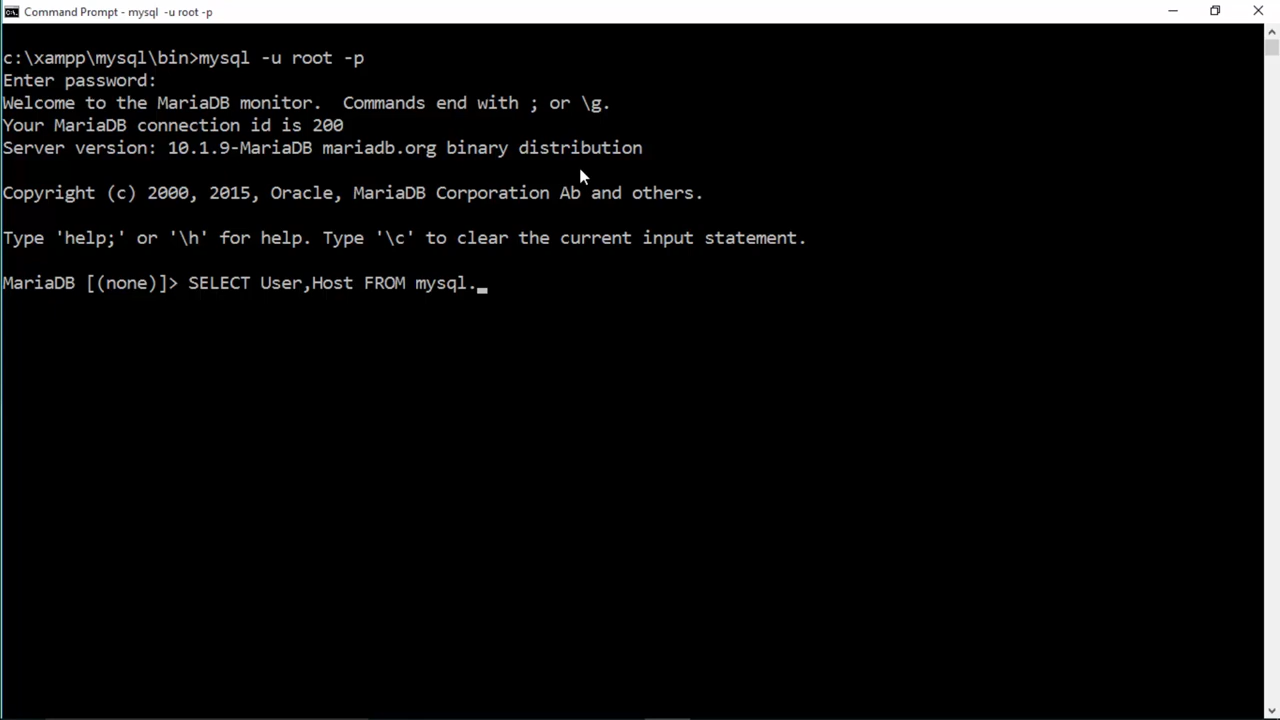 Command Prompt - mysql -u root -p
c:\xampp\mysql\bin>mysql -u root -p
Enter password:
Welcome to the MariaDB monitor.  Commands end with ; or \g.
Your MariaDB connection id is 200
Server version: 10.1.9-MariaDB mariadb.org binary distribution
Copyright (c) 2000, 2015, Oracle, MariaDB Corporation Ab and others.
Type 'help;' or '\h' for help. Type '\c' to clear the current input statement.
MariaDB [(none)]> SELECT User,Host FROM mysql._